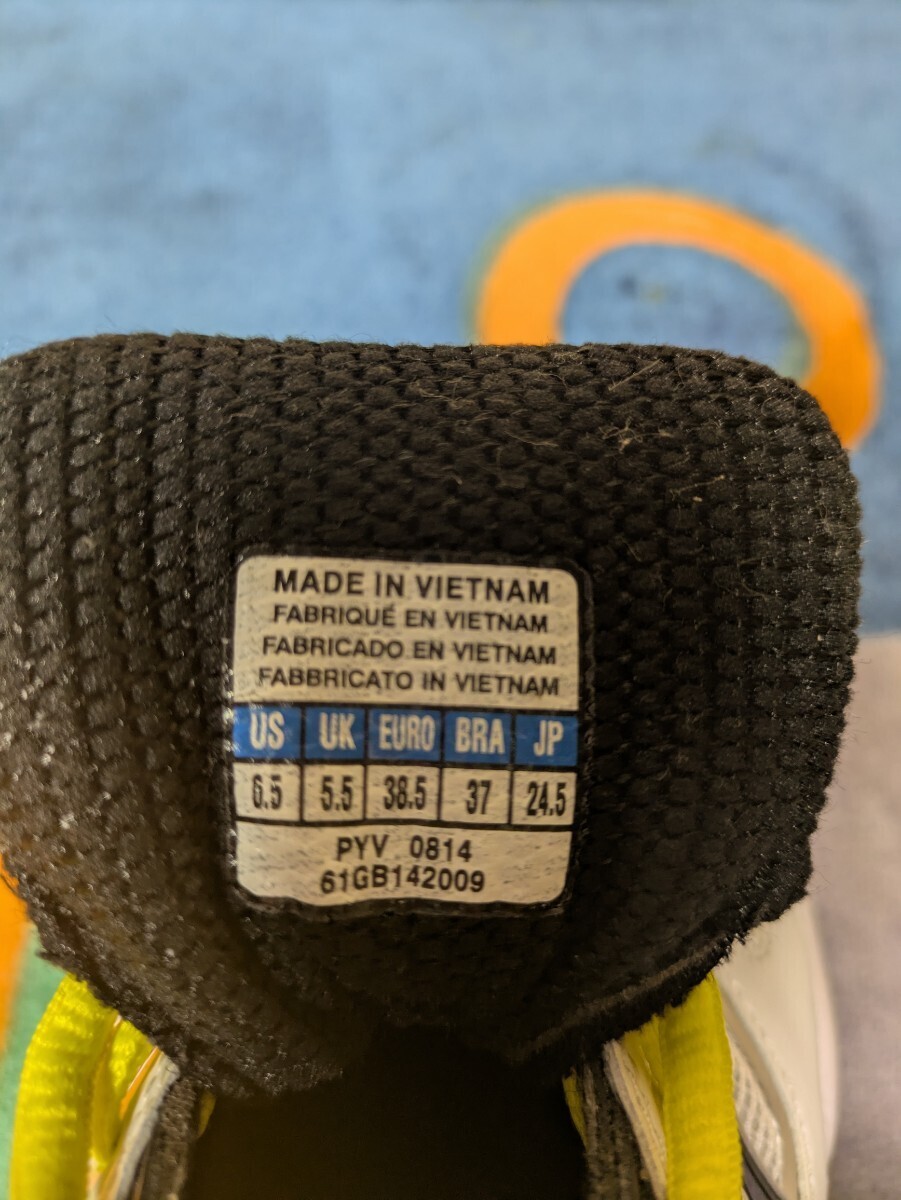 MADE IN VIETNAM
FABRIQUÉ EN VIETNAM
FABRICADO EN VIETNAM
FABBRICATO IN VIETNAM
US UK EURO BRA JP
6.5 5.5 38.5 37 24.5
PYV 0814
61GB142009